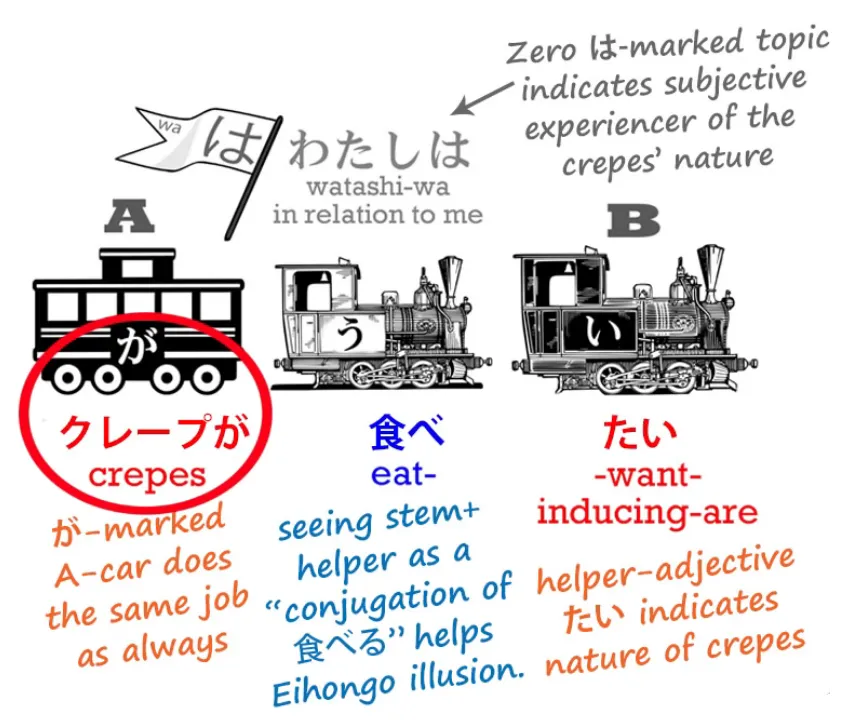 Zero は-marked topic
indicates subjective
experiencer of the
crepes’ nature
wa
は
わたしは
watashi-wa
in relation to me
A
B
が
う
い
クレープが
crepes
食べ
eat-
たい
-want-
inducing-are
が-marked
A-car does
the same job
as always
seeing stem+
helper as a
“conjugation of
食べる” helps
Eihongo illusion.
helper-adjective
たい indicates
nature of crepes